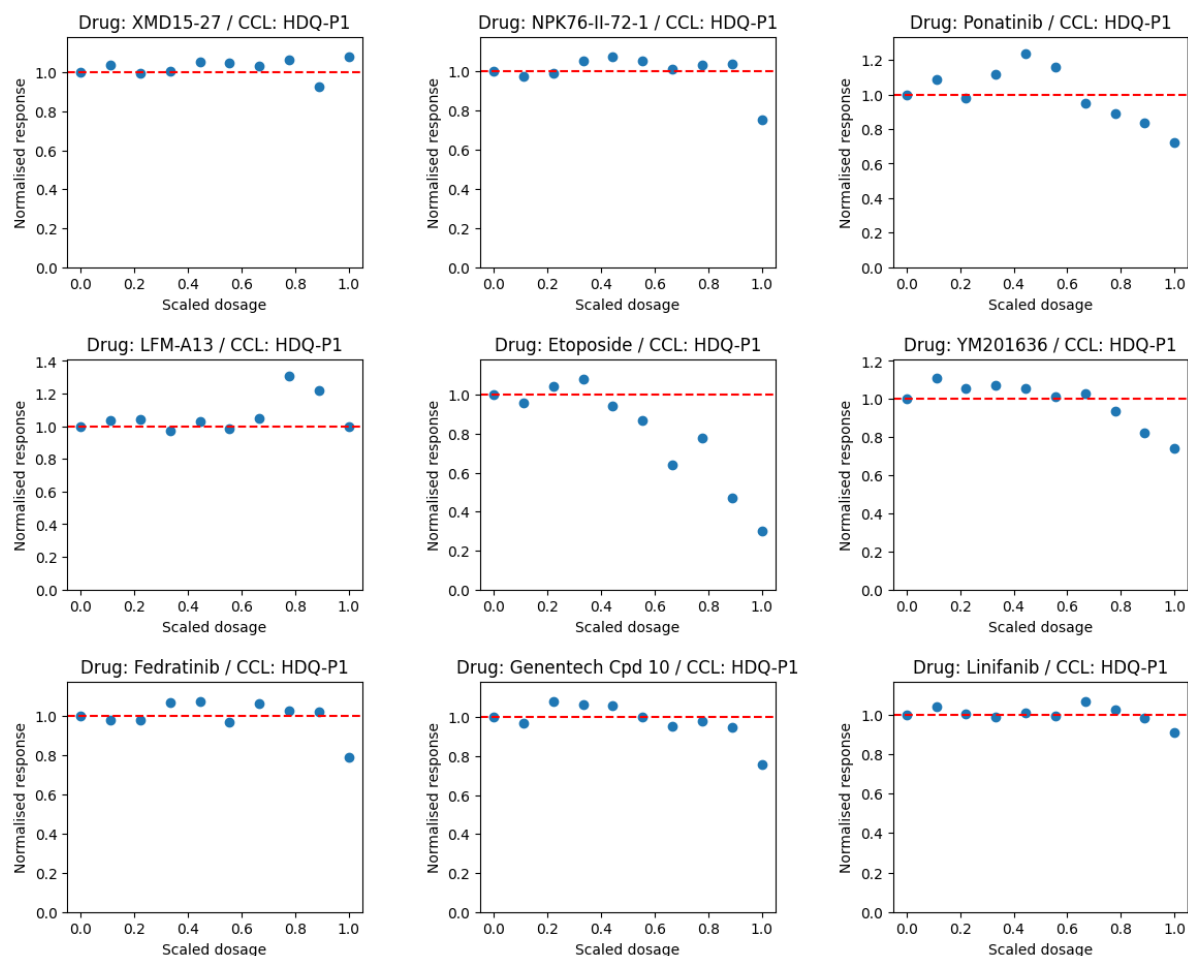 Drug: XMD15-27 / CCL: HDQ-P1
Normalised response
1.0
0.8
0.6
0.4
0.2
0.0
0.0 0.2 0.4 0.6 0.8 1.0
Scaled dosage
Drug: NPK76-II-72-1 / CCL: HDQ-P1
Normalised response
1.0
0.8
0.6
0.4
0.2
0.0
0.0 0.2 0.4 0.6 0.8 1.0
Scaled dosage
Drug: Ponatinib / CCL: HDQ-P1
Normalised response
1.2
1.0
0.8
0.6
0.4
0.2
0.0
0.0 0.2 0.4 0.6 0.8 1.0
Scaled dosage
Drug: LFM-A13 / CCL: HDQ-P1
Normalised response
1.4
1.2
1.0
0.8
0.6
0.4
0.2
0.0
0.0 0.2 0.4 0.6 0.8 1.0
Scaled dosage
Drug: Etoposide / CCL: HDQ-P1
Normalised response
1.0
0.8
0.6
0.4
0.2
0.0
0.0 0.2 0.4 0.6 0.8 1.0
Scaled dosage
Drug: YM201636 / CCL: HDQ-P1
Normalised response
1.2
1.0
0.8
0.6
0.4
0.2
0.0
0.0 0.2 0.4 0.6 0.8 1.0
Scaled dosage
Drug: Fedratinib / CCL: HDQ-P1
Normalised response
1.0
0.8
0.6
0.4
0.2
0.0
0.0 0.2 0.4 0.6 0.8 1.0
Scaled dosage
Drug: Genentech Cpd 10 / CCL: HDQ-P1
Normalised response
1.0
0.8
0.6
0.4
0.2
0.0
0.0 0.2 0.4 0.6 0.8 1.0
Scaled dosage
Drug: Linifanib / CCL: HDQ-P1
Normalised response
1.0
0.8
0.6
0.4
0.2
0.0
0.0 0.2 0.4 0.6 0.8 1.0
Scaled dosage